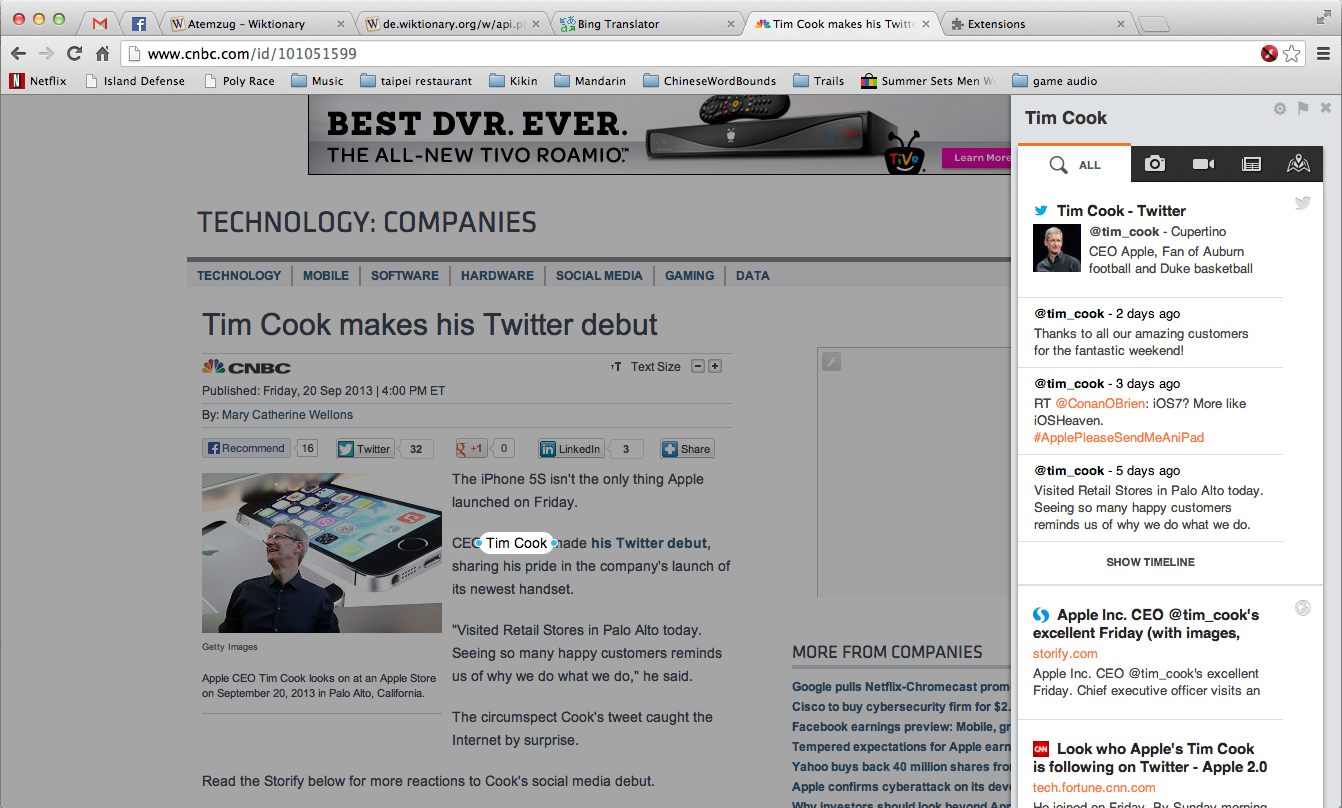 Atemzug - Wiktionary
de.wiktionary.org/w/api.p
Bing Translator
Tim Cook makes his Twitte
Extensions
www.cnbc.com/id/101051599
Netflix
Island Defense
Poly Race
Music
taipei restaurant
Kikin
Mandarin
ChineseWordBounds
Trails
Summer Sets Men W
game audio
BEST DVR. EVER.
THE ALL-NEW TIVO ROAMIO.™
TiVo
Learn More
TECHNOLOGY: COMPANIES
TECHNOLOGY
MOBILE
SOFTWARE
HARDWARE
SOCIAL MEDIA
GAMING
DATA
Tim Cook makes his Twitter debut
CNBC
Text Size
Published: Friday, 20 Sep 2013 | 4:00 PM ET
By: Mary Catherine Wellons
Recommend 16
Twitter 32
+1 0
LinkedIn 3
Share
Getty Images
Apple CEO Tim Cook looks on at an Apple Store
on September 20, 2013 in Palo Alto, California.
The iPhone 5S isn't the only thing Apple
launched on Friday.
CEO Tim Cook made his Twitter debut,
sharing his pride in the company's launch of
its newest handset.
"Visited Retail Stores in Palo Alto today.
Seeing so many happy customers reminds
us of why we do what we do," he said.
The circumspect Cook's tweet caught the
Internet by surprise.
Read the Storify below for more reactions to Cook's social media debut.
MORE FROM COMPANIES
Google pulls Netflix-Chromecast prom
Cisco to buy cybersecurity firm for $2.
Facebook earnings preview: Mobile, gr
Tempered expectations for Apple earn
Yahoo buys back 40 million shares fro
Apple confirms cyberattack on its deve
Why investors should look beyond App
Tim Cook
ALL
Tim Cook - Twitter
@tim_cook - Cupertino
CEO Apple, Fan of Auburn
football and Duke basketball
@tim_cook - 2 days ago
Thanks to all our amazing customers
for the fantastic weekend!
@tim_cook - 3 days ago
RT @ConanOBrien: iOS7? More like
iOSHeaven.
#ApplePleaseSendMeAniPad
@tim_cook - 5 days ago
Visited Retail Stores in Palo Alto today.
Seeing so many happy customers
reminds us of why we do what we do.
SHOW TIMELINE
Apple Inc. CEO @tim_cook's
excellent Friday (with images,
storify.com
Apple Inc. CEO @tim_cook's excellent
Friday. Chief executive officer visits an
CNN
Look who Apple's Tim Cook
is following on Twitter - Apple 2.0
tech.fortune.cnn.com
He joined on Friday. By Sunday morning